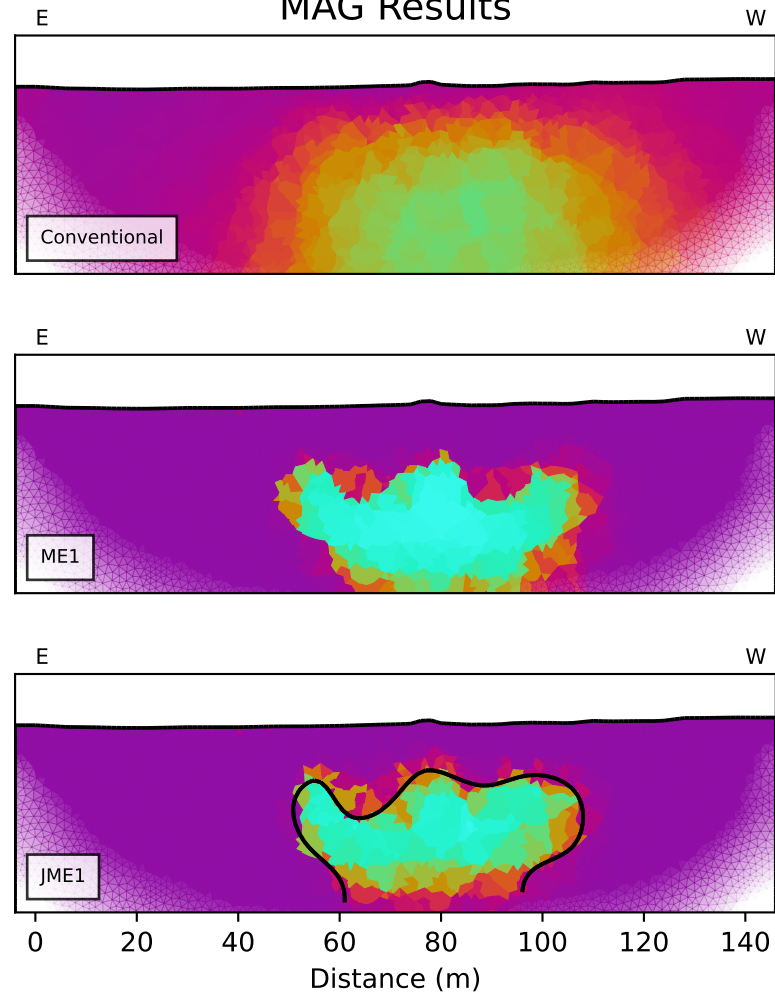 MAG Results
E W
Conventional
E W
ME1
E W
JME1
0 20 40 60 80 100 120 140
Distance (m)